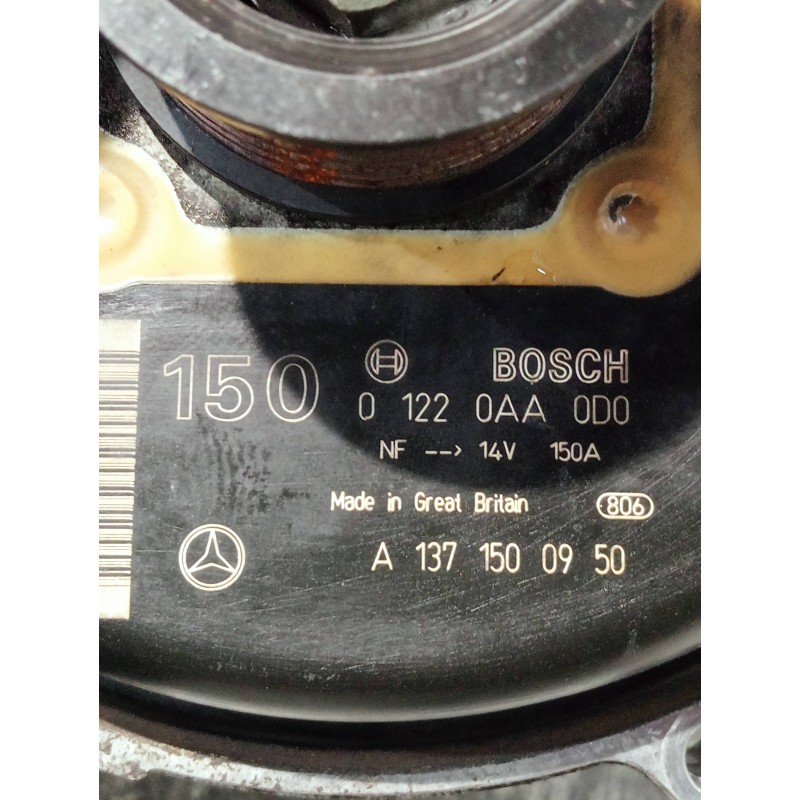 150 BOSCH
0 122 0AA 0D0
NF --> 14V 150A
Made in Great Britain 806
A 137 150 09 50